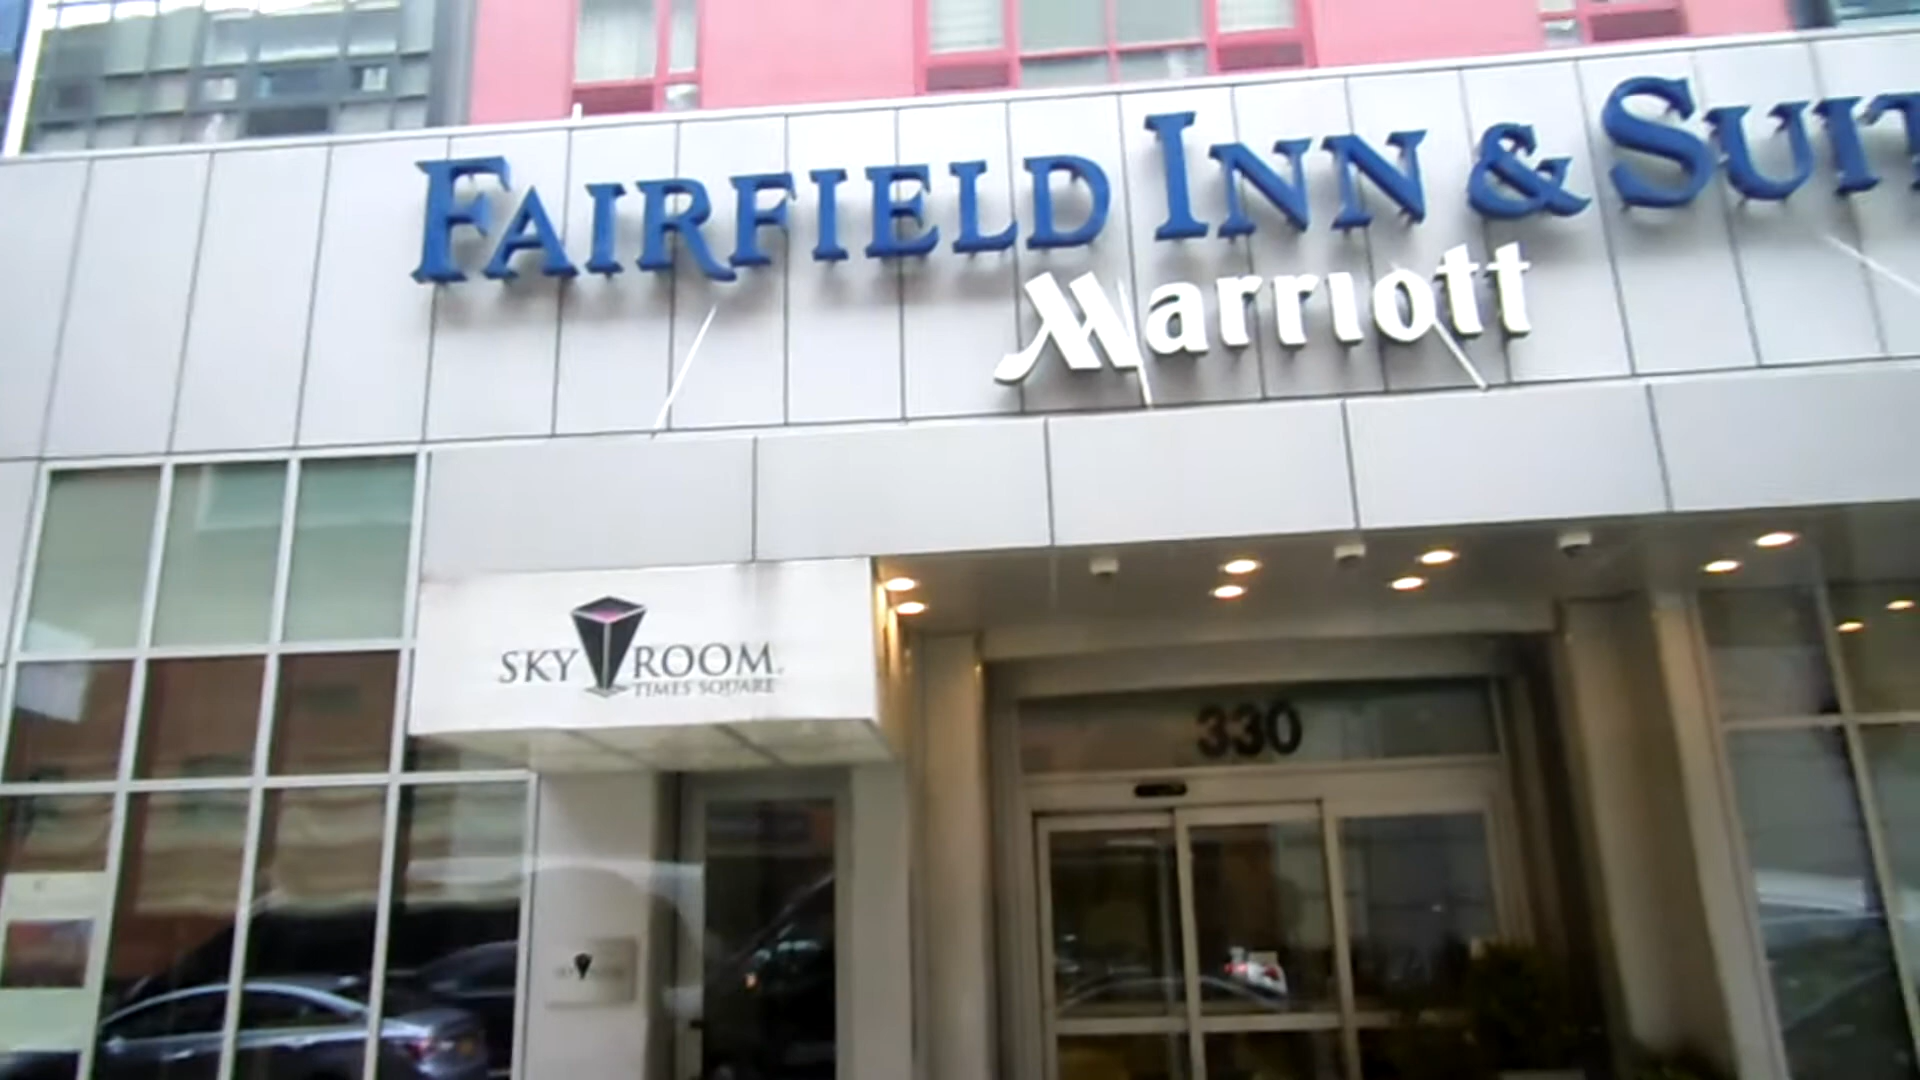 FAIRFIELD INN & SUIT
Marriott
SKY ROOM
TIMES SQUARE
330